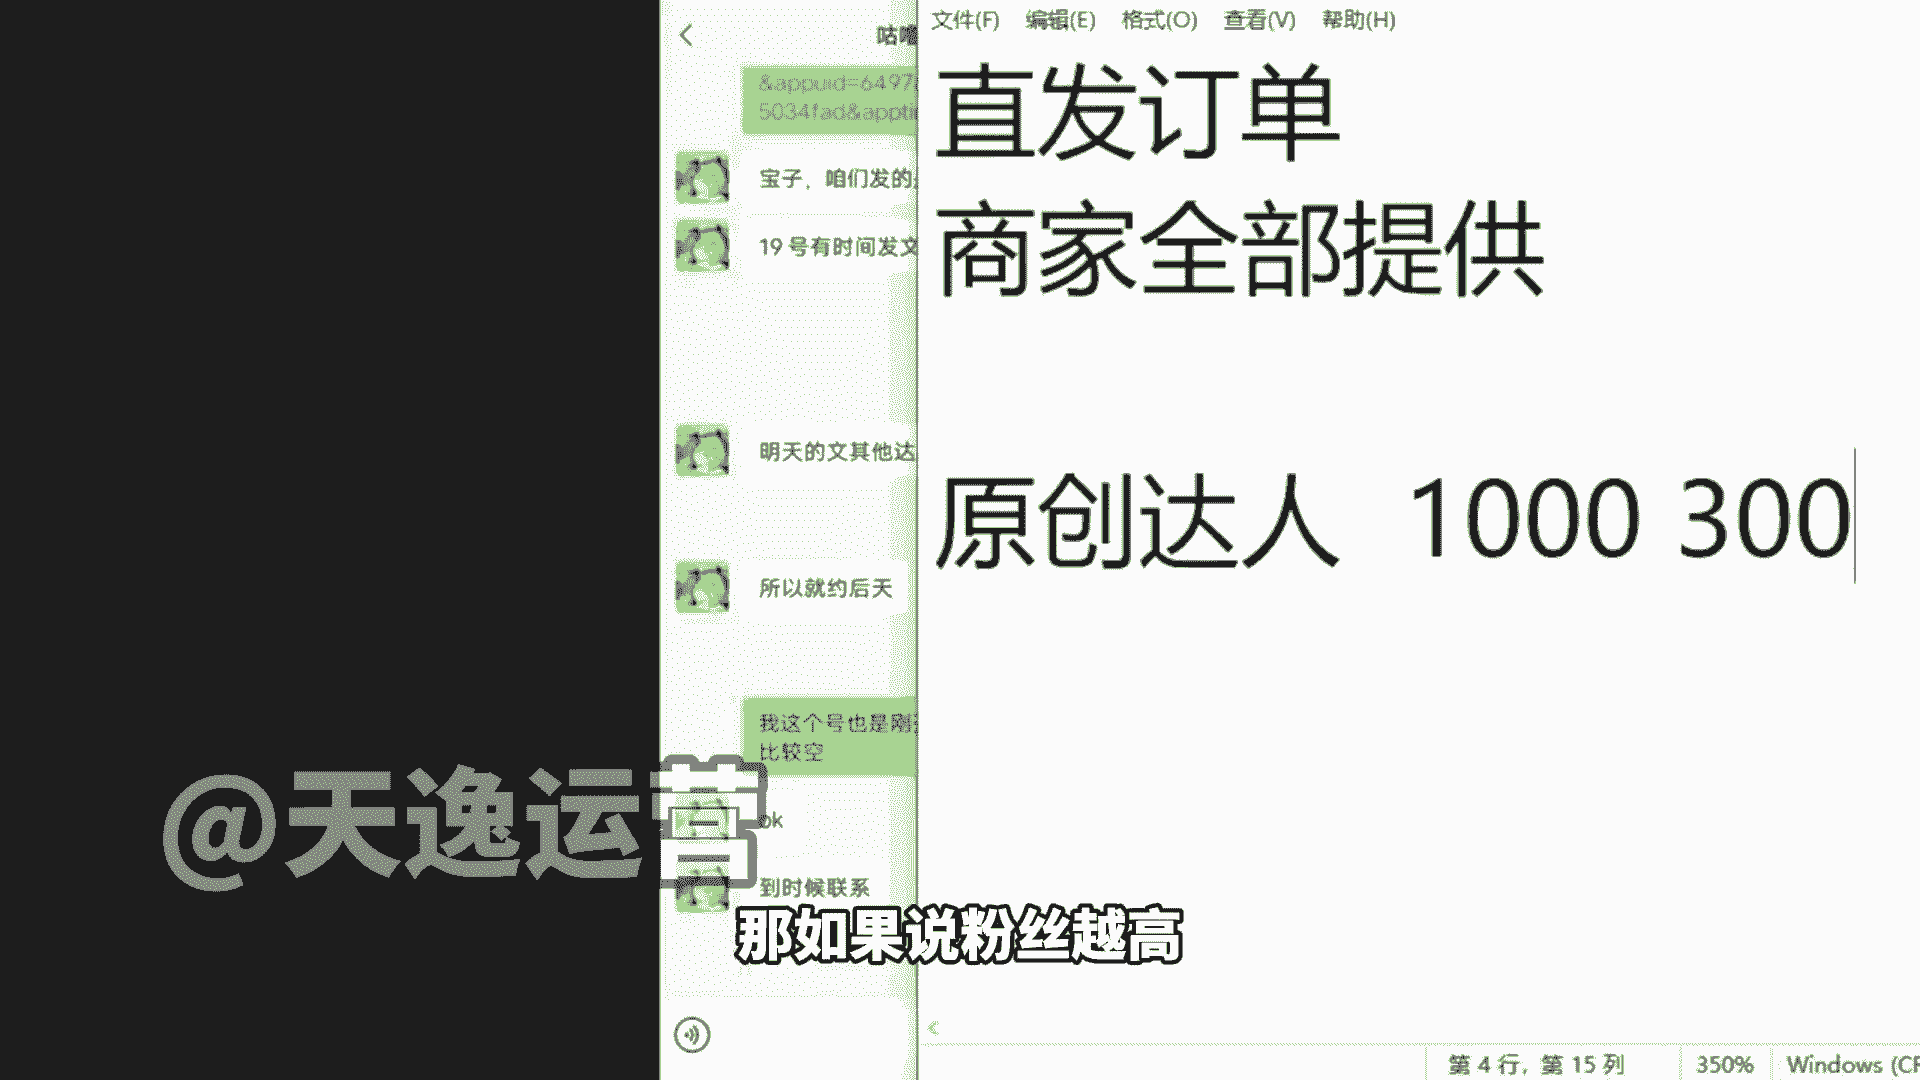 咕噜
&appuid=6497
5034fad&appti
宝子，咱们发的
19 号有时间发文
明天的文其他达
所以就约后天
我这个号也是刚
比较空
ok
到时候联系
文件(F) 编辑(E) 格式(O) 查看(V) 帮助(H)
直发订单
商家全部提供
原创达人 1000 300
第 4 行，第 15 列 350% Windows (CR
@天逸运营
那如果说粉丝越高